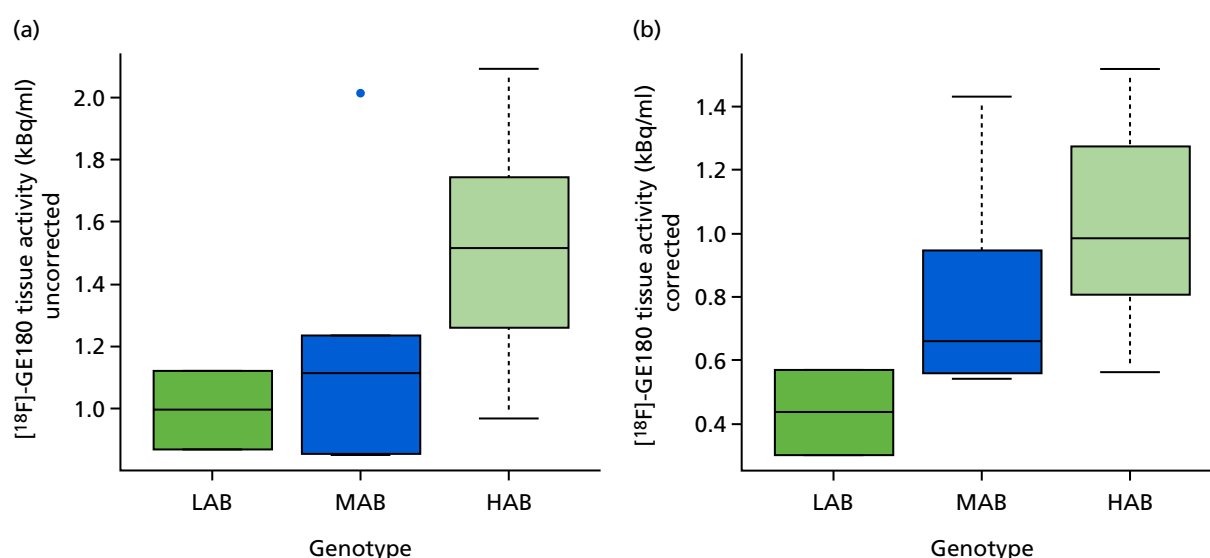 (a)
[¹⁸F]-GE180 tissue activity (kBq/ml)
uncorrected
2.0
1.8
1.6
1.4
1.2
1.0
LAB MAB HAB
Genotype
(b)
[¹⁸F]-GE180 tissue activity (kBq/ml)
corrected
1.4
1.2
1.0
0.8
0.6
0.4
LAB MAB HAB
Genotype